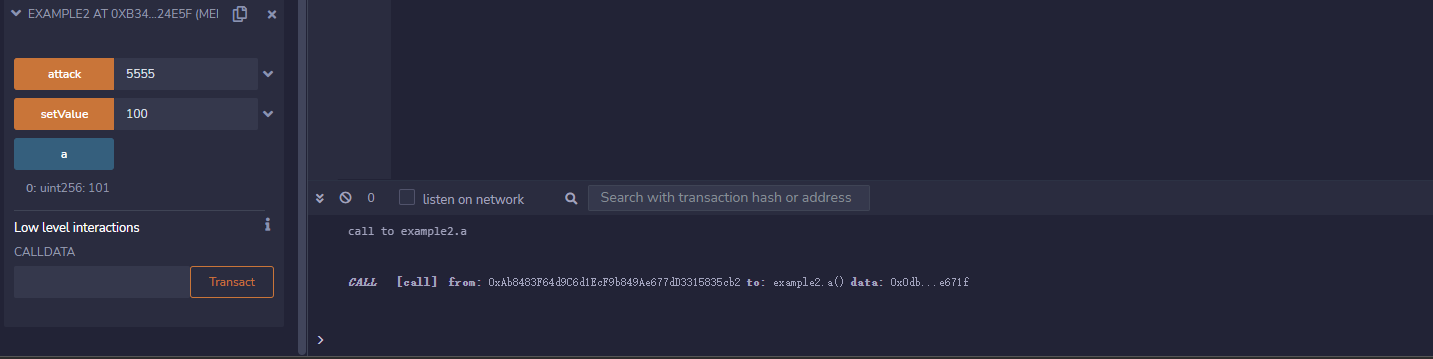 EXAMPLE2 AT 0XB34...24E5F (MEI
attack 5555
setValue 100
a
0: uint256: 101
Low level interactions
CALLDATA
Transact
0 listen on network Search with transaction hash or address
call to example2.a
CALL [call] from: 0xAb8483F64d9C6d1EcF9b849Ae677dD3315835cb2 to: example2.a() data: 0x0db...e671f
>